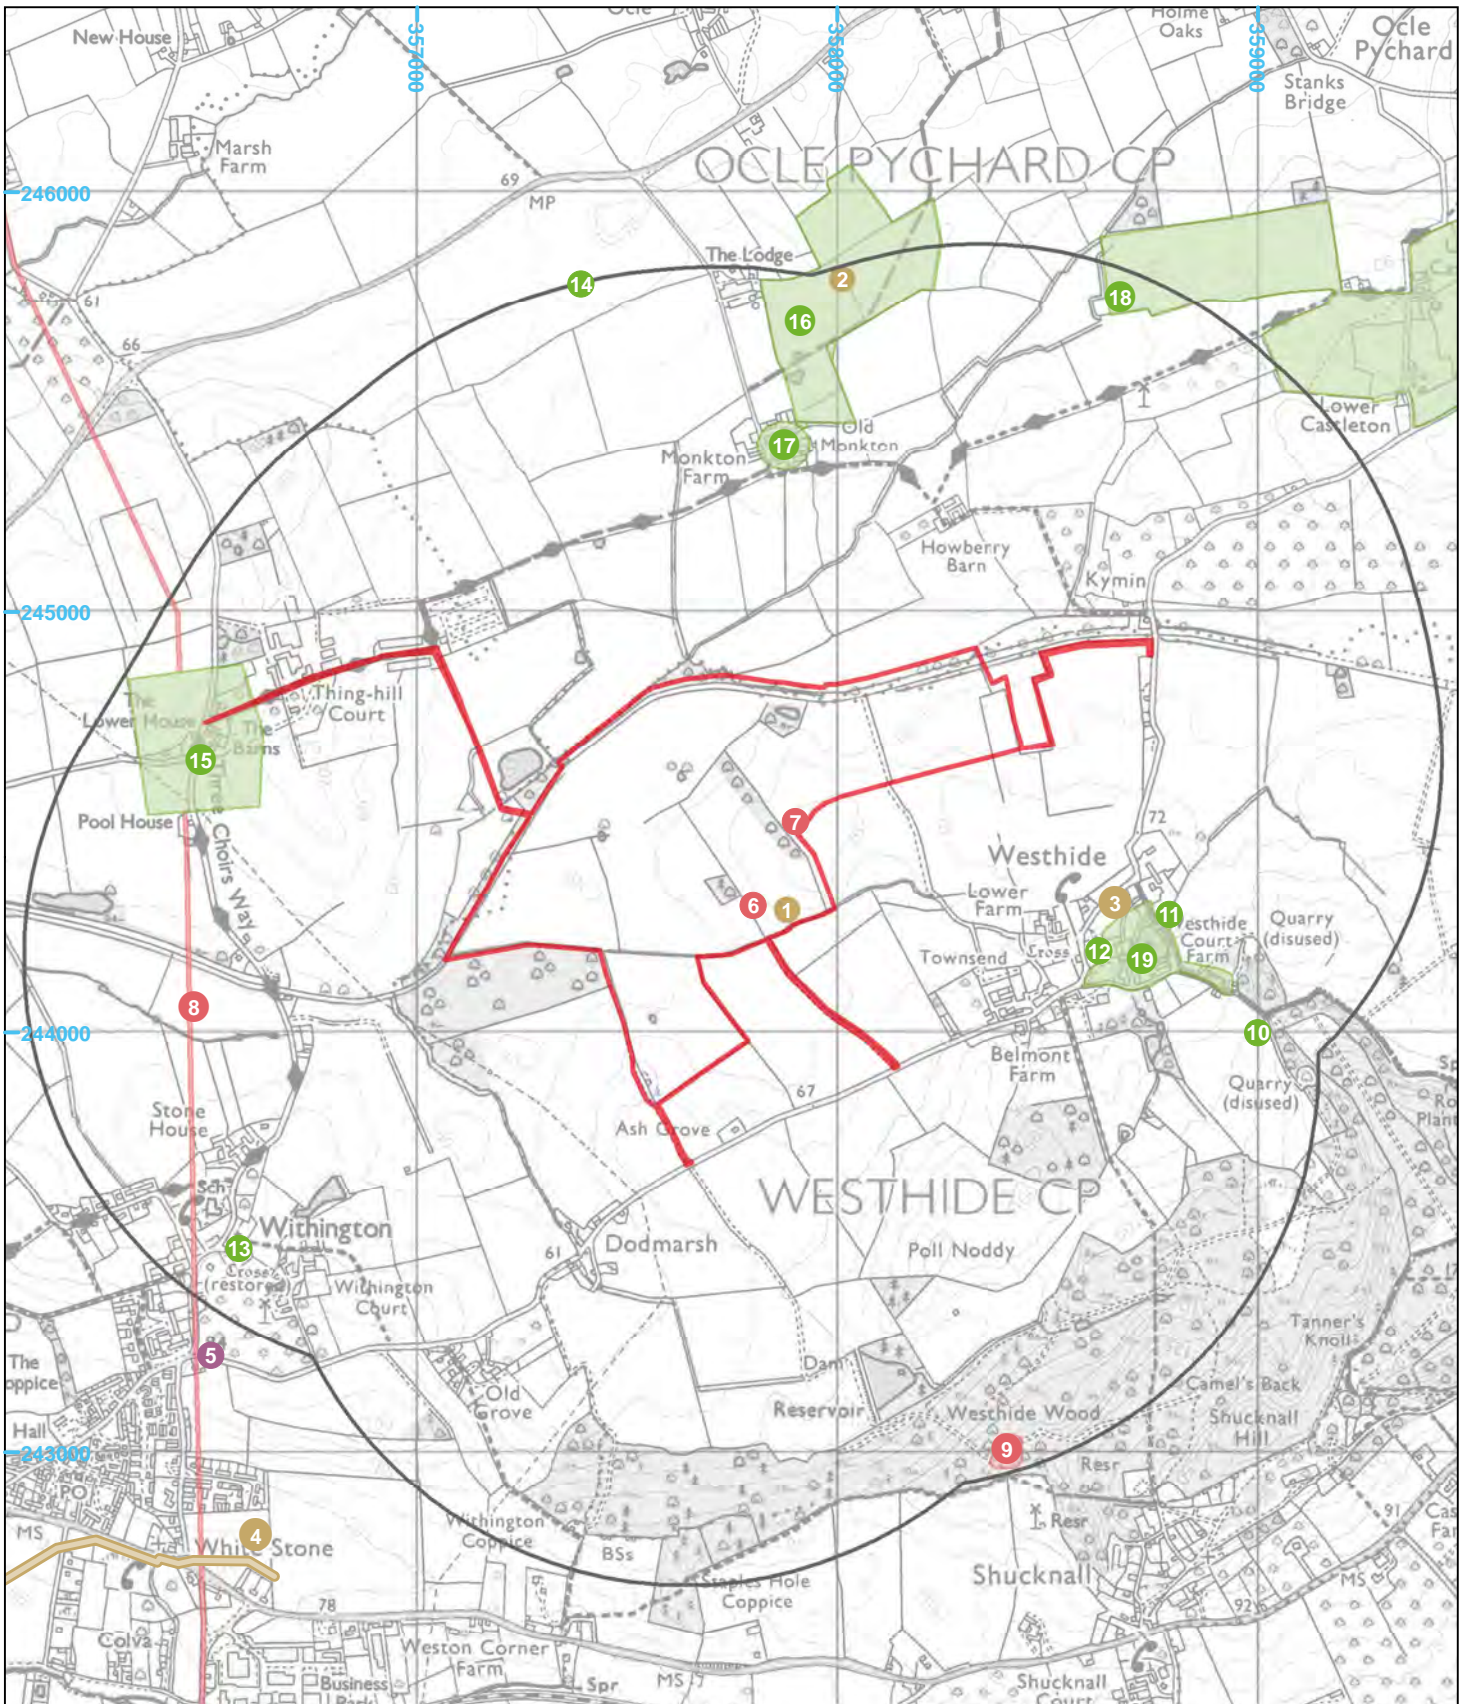 New House
Ocle
Holme
Oaks
Ocle
Pychard
357000
358000
359000
Stanks
Bridge
Marsh
Farm
OCLE PYCHARD CP
69
MP
246000
The Lodge
2
14
18
61
16
66
Lower
Castleton
17
Old
Monkton
Monkton
Farm
Howberry
Barn
Kymin
245000
Thing-hill
Court
The
Lower House
The
Barns
15
Pool House
Three Choirs Way
7
72
Westhide
Lower
Farm
6
1
3
11
Westhide
Court
Farm
Quarry
(disused)
12
19
Townsend
Cross
8
244000
10
Belmont
Farm
Quarry
(disused)
67
Stone
House
Ash Grove
Plant
Sch
WESTHIDE CP
Withington
13
Cross
(restored)
61
Dodmarsh
Poll Noddy
Withington
Court
Tanner's
Knoll
5
The
oppice
Dam
Camel's Back
Old
Grove
Reservoir
Westhide Wood
Shucknall
Hill
Hall
9
243000
Resr
PO
MS
4
Withington
Coppice
Resr
91
White Stone
BSs
Staples Hole
Coppice
Shucknall
MS
78
92
Colva
Weston Corner
Farm
MS
Spr
Business
Park
Shucknall
Court